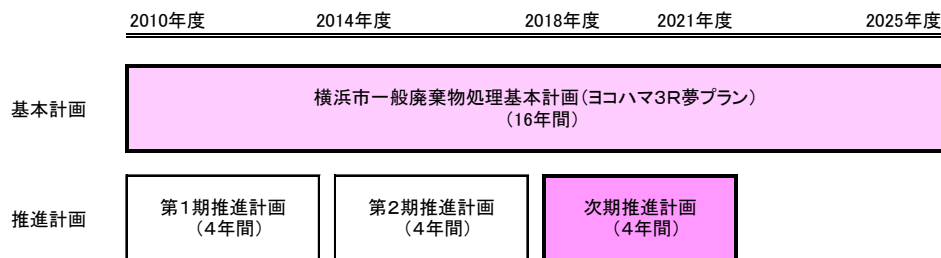 2010年度 2014年度 2018年度 2021年度 2025年度
基本計画
横浜市一般廃棄物処理基本計画(ヨコハマ3R夢プラン)
(16年間)
推進計画
第1期推進計画
(4年間)
第2期推進計画
(4年間)
次期推進計画
(4年間)